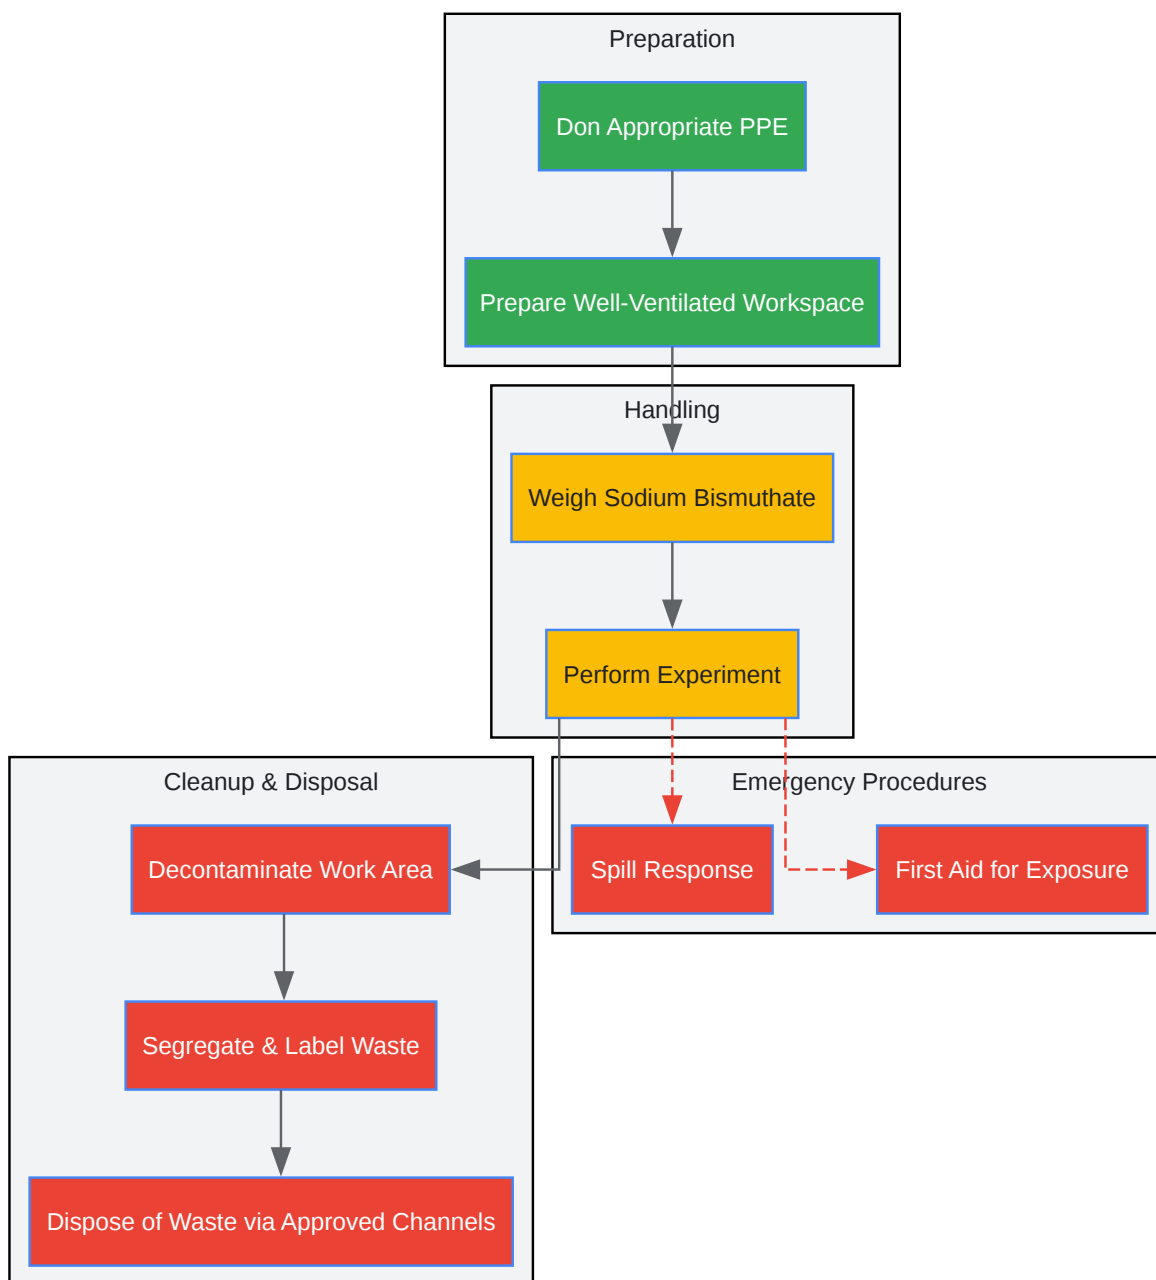 Preparation
Don Appropriate PPE
Prepare Well-Ventilated Workspace
Handling
Weigh Sodium Bismuthate
Perform Experiment
Cleanup & Disposal
Emergency Procedures
Decontaminate Work Area
Spill Response
First Aid for Exposure
Segregate & Label Waste
Dispose of Waste via Approved Channels